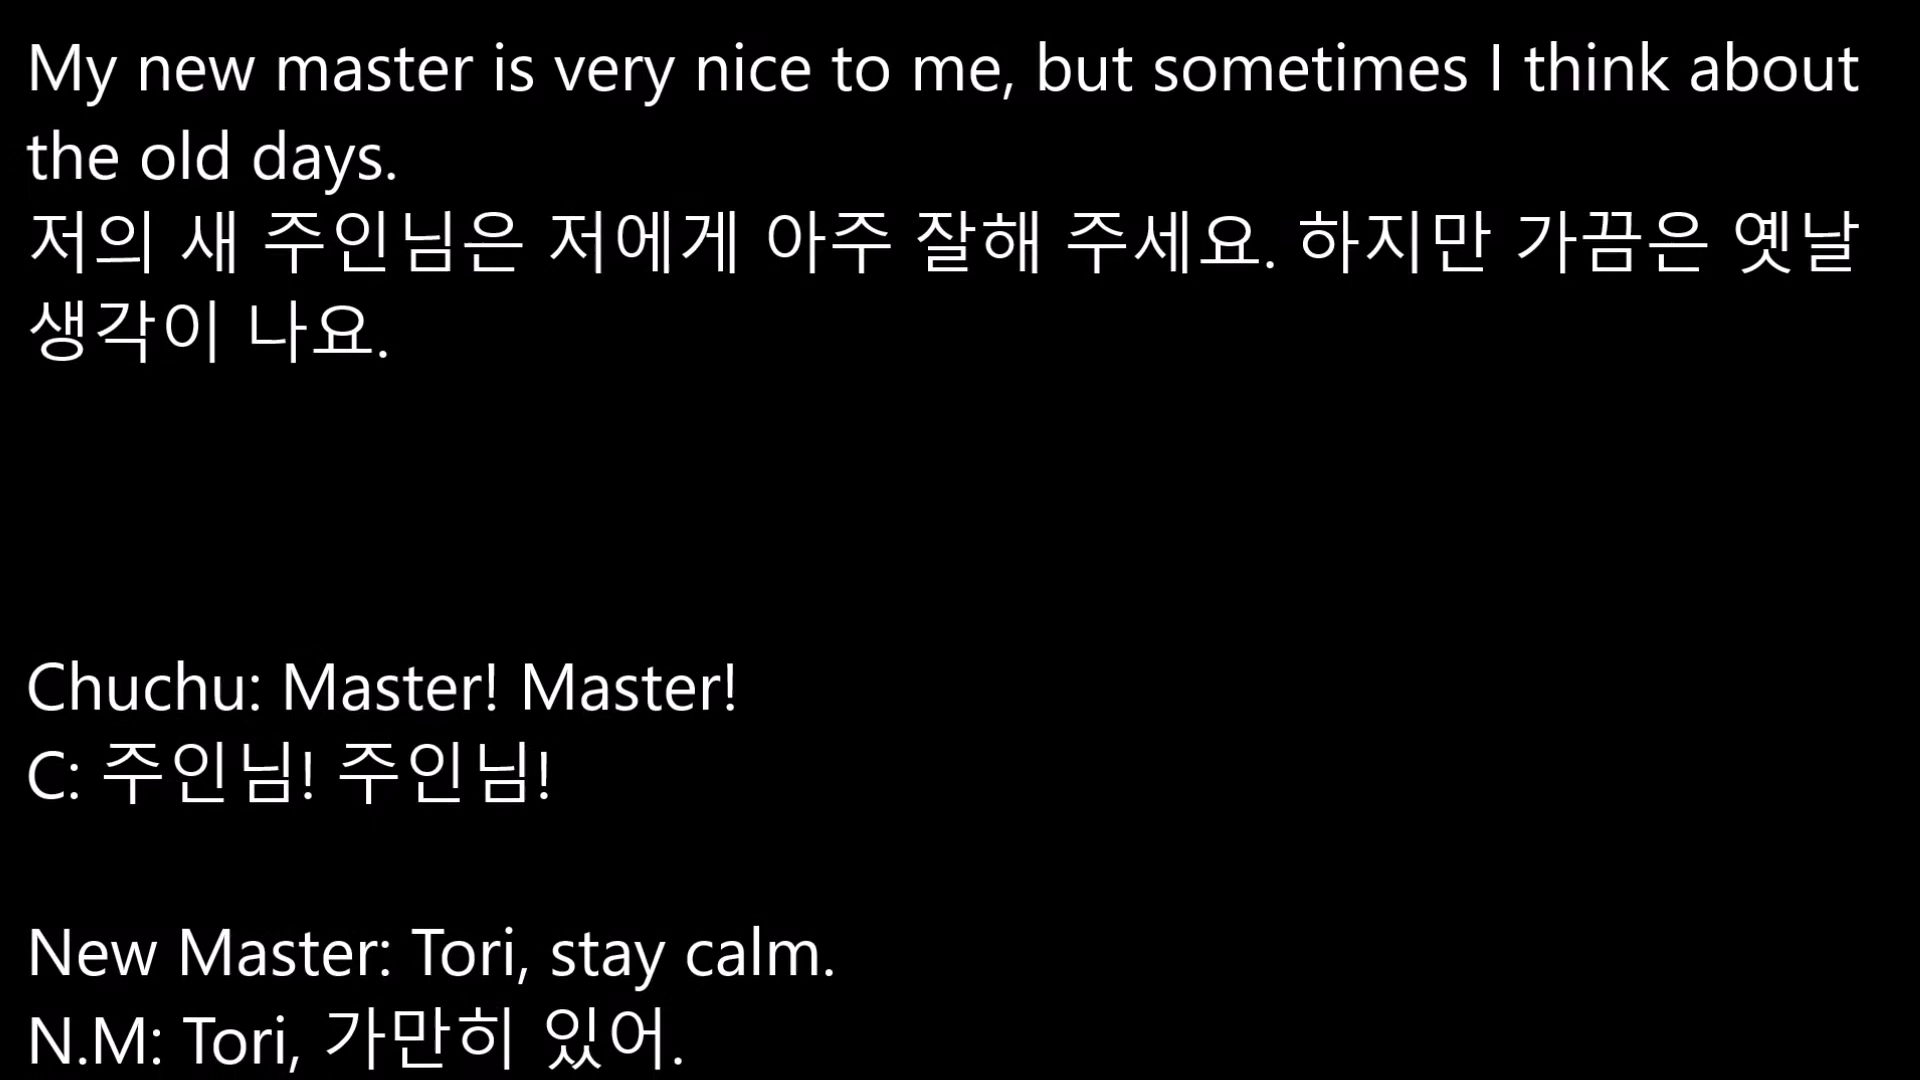 My new master is very nice to me, but sometimes I think about
the old days.
저의 새 주인님은 저에게 아주 잘해 주세요. 하지만 가끔은 옛날
생각이 나요.
Chuchu: Master! Master!
C: 주인님! 주인님!
New Master: Tori, stay calm.
N.M: Tori, 가만히 있어.